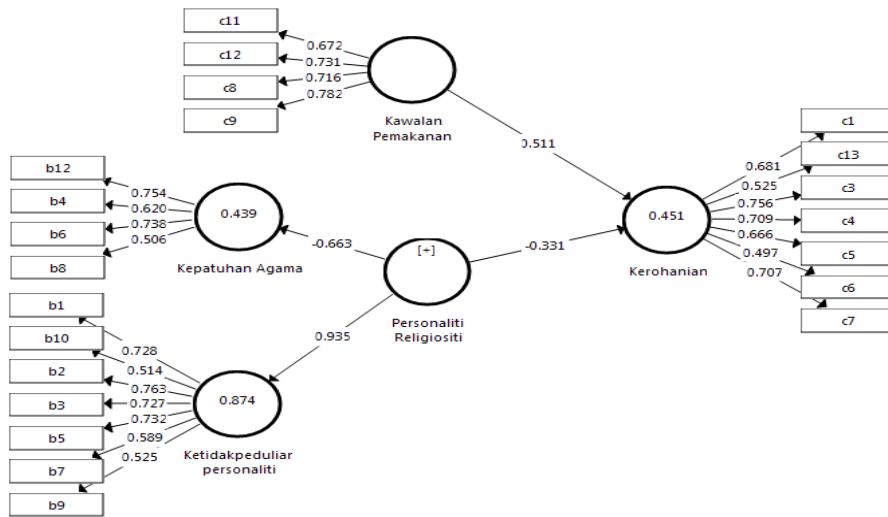 c11
c12
c8
c9
0.672
0.731
0.716
0.782
Kawalan
Pemakanan
0.511
c1
c13
c3
c4
c5
c6
c7
0.681
0.525
0.756
0.709
0.666
0.497
0.707
0.451
Kerohanian
b12
b4
b6
b8
0.754
0.620
0.738
0.506
0.439
Kepatuhan Agama
-0.663
[+]
-0.331
Personaliti
Religiositi
0.935
b1
b10
b2
b3
b5
b7
b9
0.728
0.514
0.763
0.727
0.732
0.589
0.525
0.874
Ketidakpeduliar
personaliti